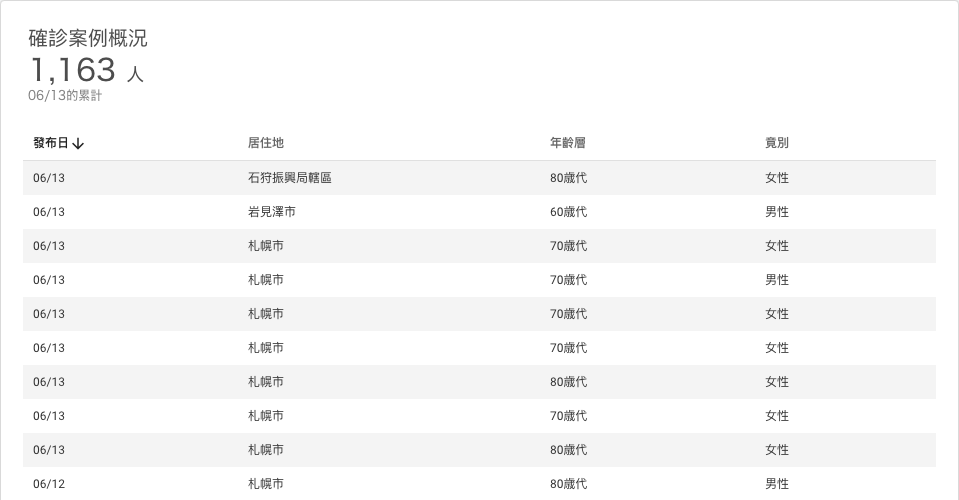 確診案例概況
1,163 人
06/13的累計
發布日↓ 居住地 年齡層 竟別
06/13 石狩振興局轄區 80歲代 女性
06/13 岩見澤市 60歲代 男性
06/13 札幌市 70歲代 女性
06/13 札幌市 70歲代 男性
06/13 札幌市 70歲代 女性
06/13 札幌市 70歲代 女性
06/13 札幌市 80歲代 女性
06/13 札幌市 70歲代 女性
06/13 札幌市 80歲代 女性
06/12 札幌市 80歲代 男性